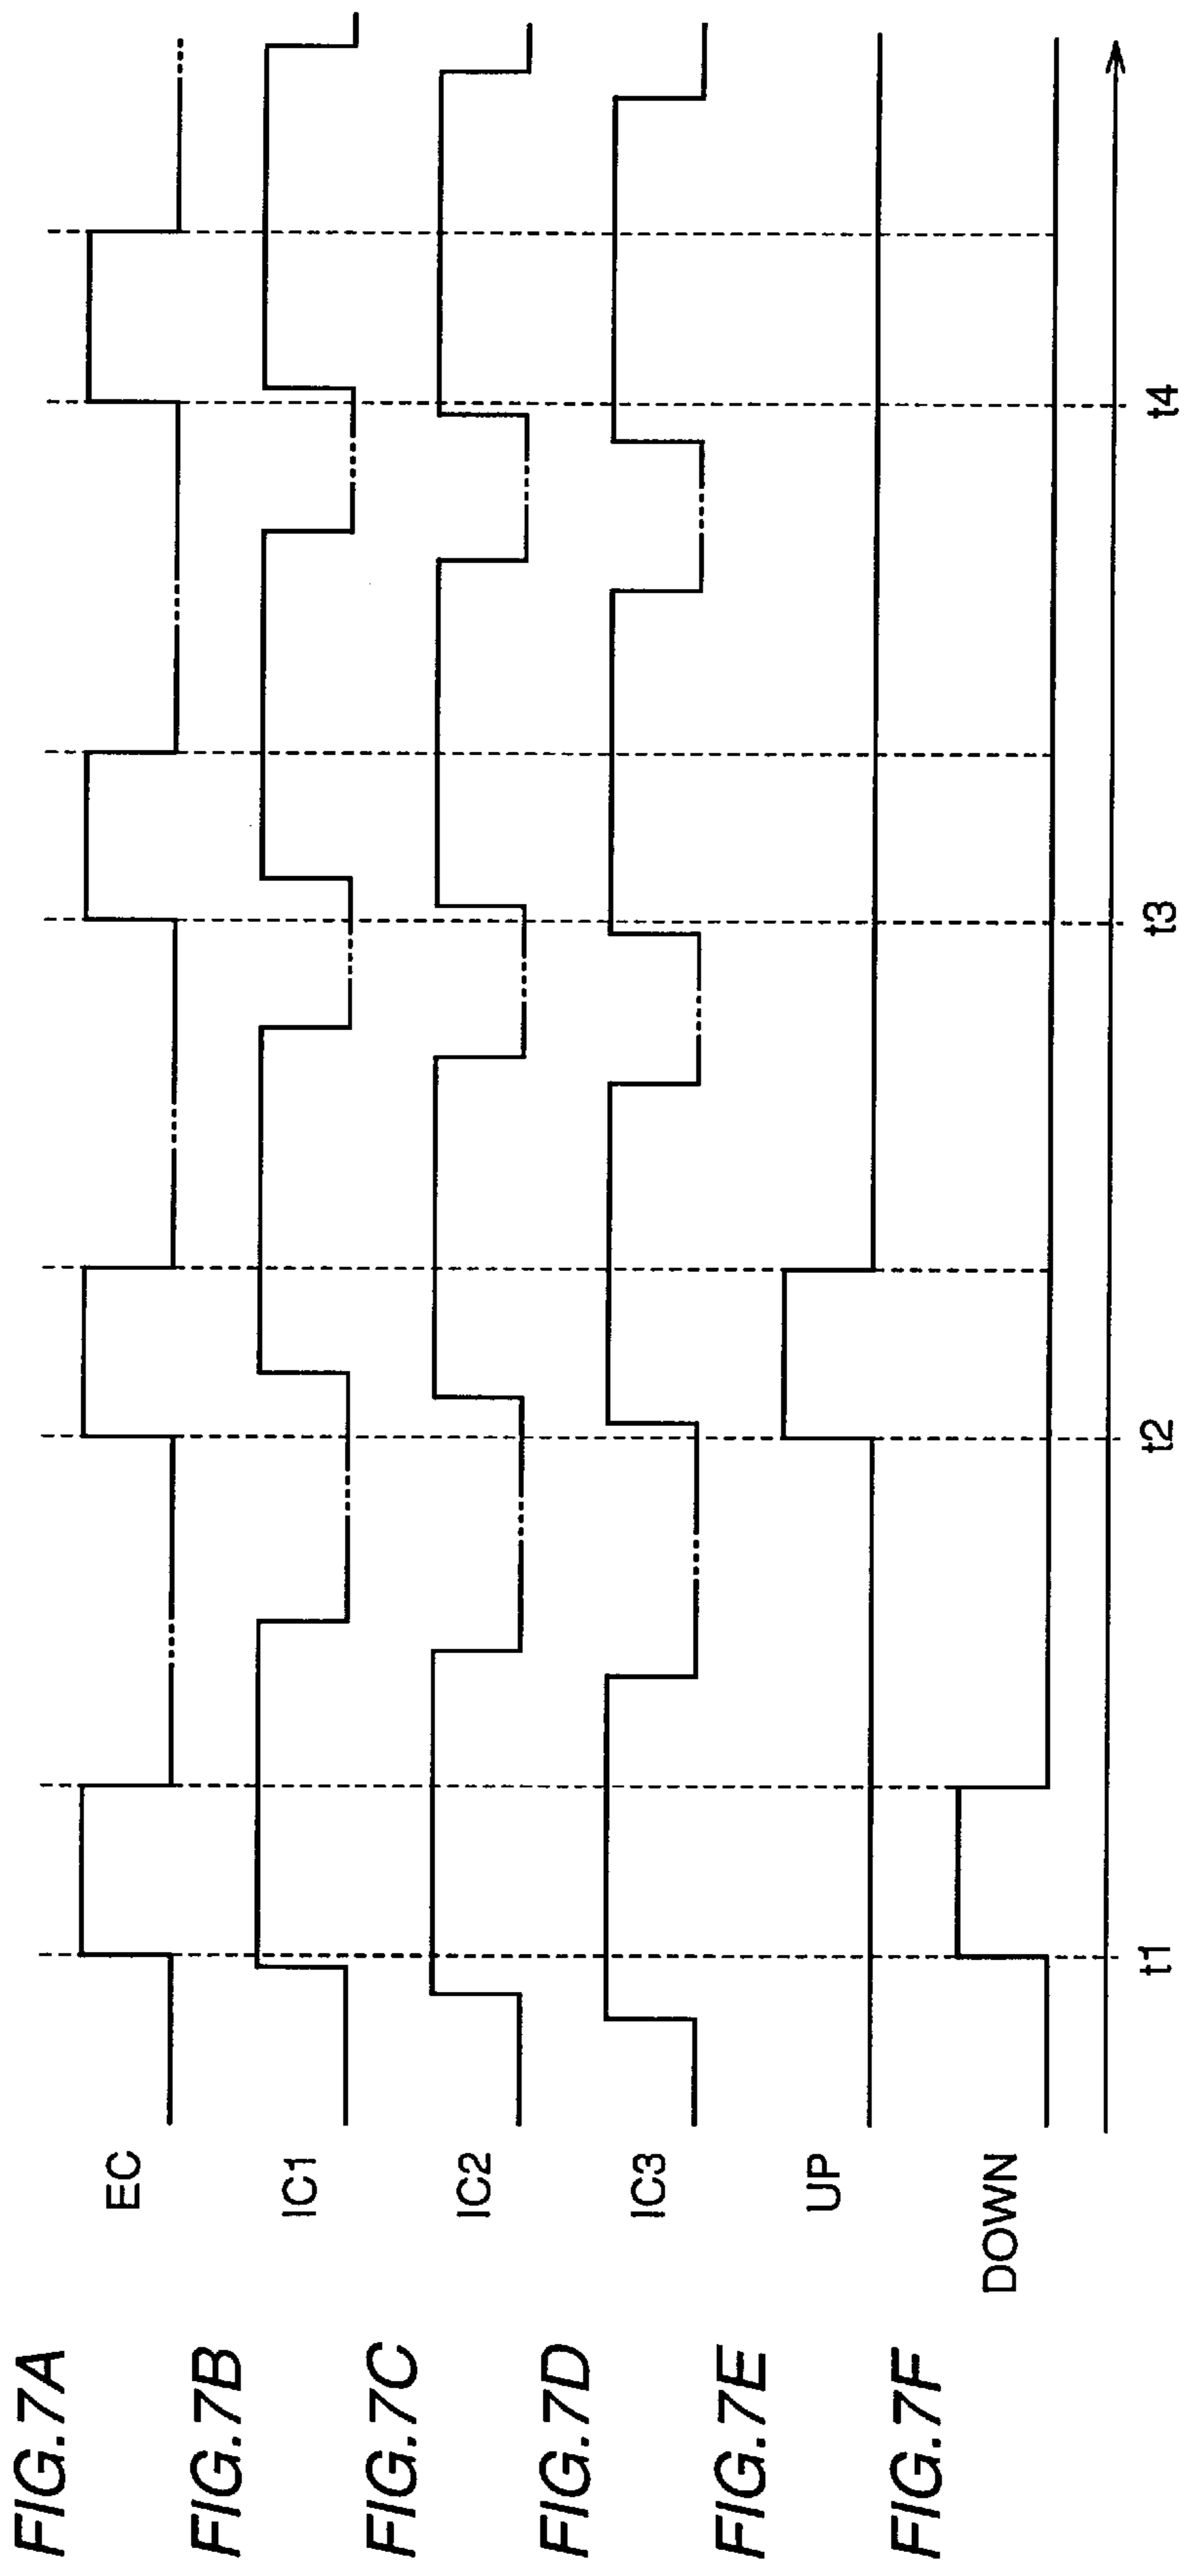 FIG.7A EC
FIG.7B IC1
FIG.7C IC2
FIG.7D IC3
FIG.7E UP
FIG.7F DOWN
t1 t2 t3 t4